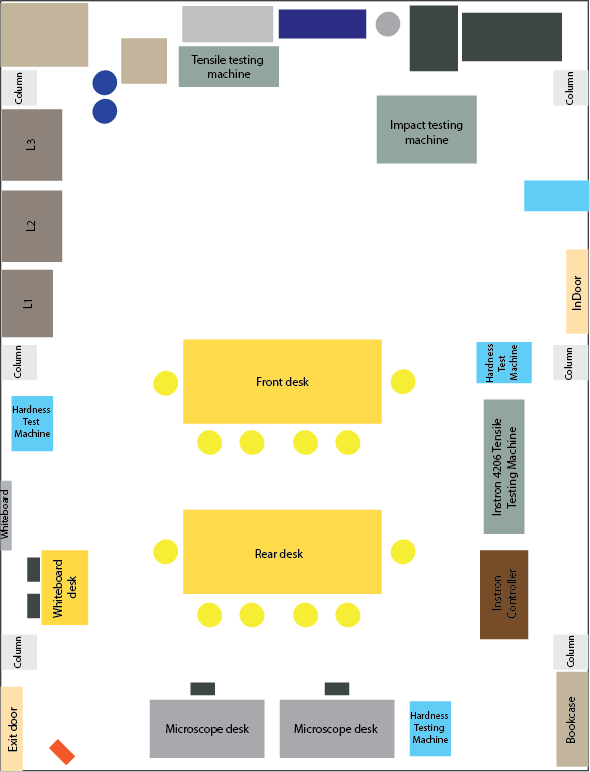 Tensile testing
machine
Column
Column
Impact testing
machine
L3
L2
L1
InDoor
Column
Column
Front desk
Hardness
Test
Machine
Hardness
Test
Machine
Instron 4206 Tensile
Testing Machine
Whiteboard
Rear desk
Whiteboard
desk
Instron
Controller
Column
Column
Exit door
Microscope desk
Microscope desk
Hardness
Testing
Machine
Bookcase